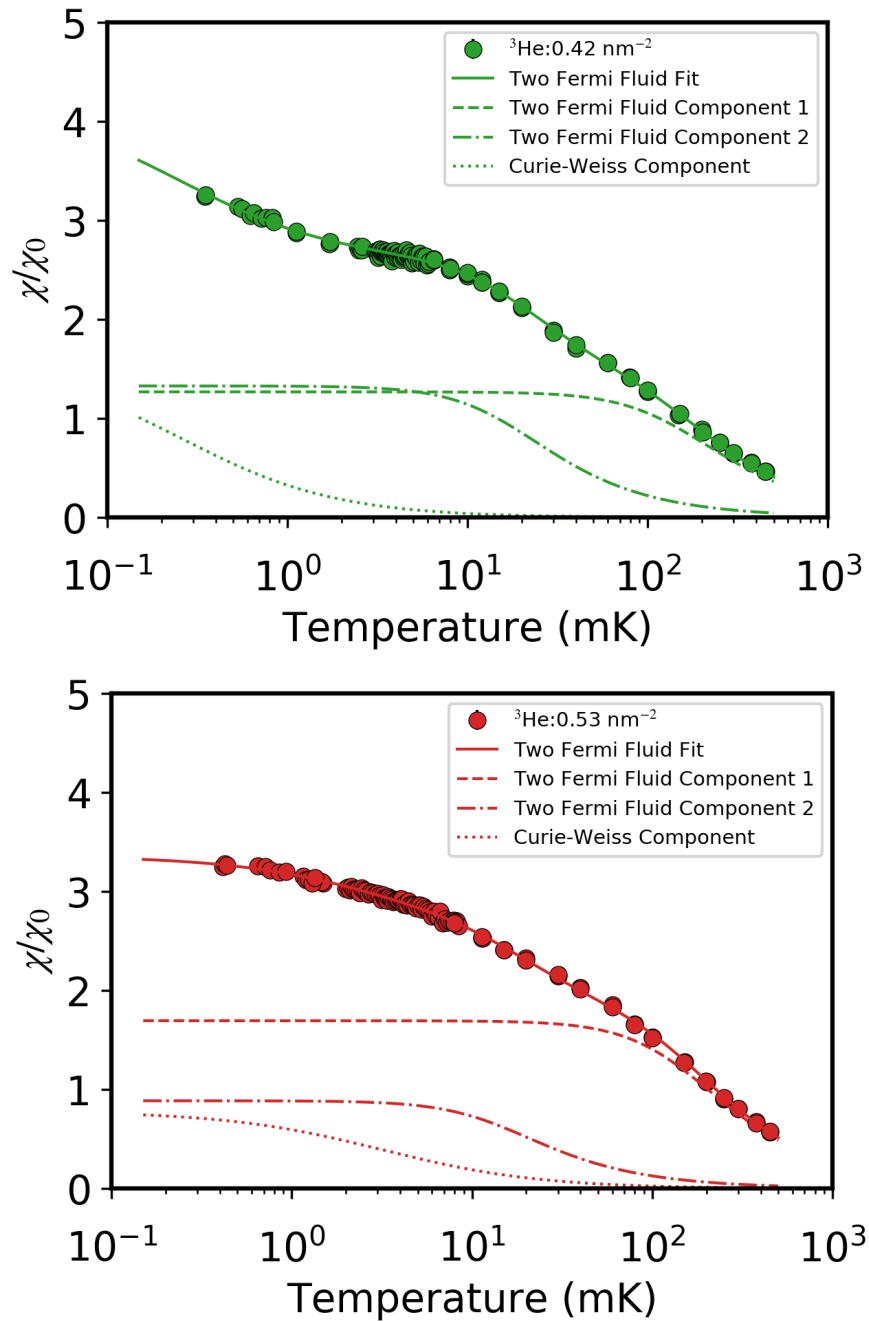 5
4
3
2
1
0
χ/χ₀
³He:0.42 nm⁻²
Two Fermi Fluid Fit
Two Fermi Fluid Component 1
Two Fermi Fluid Component 2
Curie-Weiss Component
10⁻¹ 10⁰ 10¹ 10² 10³
Temperature (mK)
5
4
3
2
1
0
χ/χ₀
³He:0.53 nm⁻²
Two Fermi Fluid Fit
Two Fermi Fluid Component 1
Two Fermi Fluid Component 2
Curie-Weiss Component
10⁻¹ 10⁰ 10¹ 10² 10³
Temperature (mK)